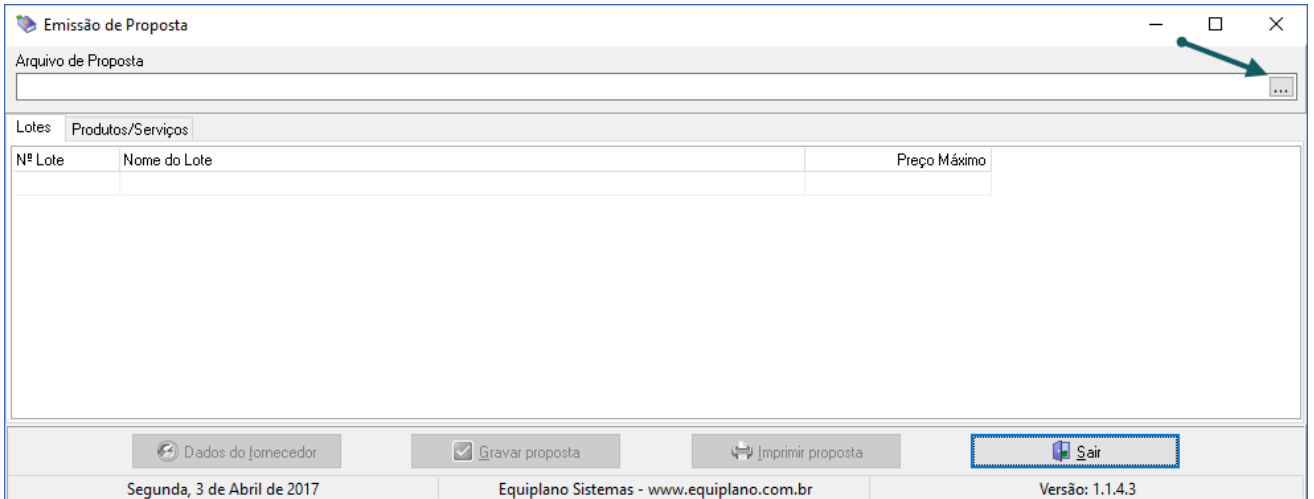 Emissão de Proposta
Arquivo de Proposta
...
Lotes Produtos/Serviços
Nº Lote Nome do Lote Preço Máximo
Dados do fornecedor Gravar proposta Imprimir proposta Sair
Segunda, 3 de Abril de 2017 Equiplano Sistemas - www.equiplano.com.br Versão: 1.1.4.3